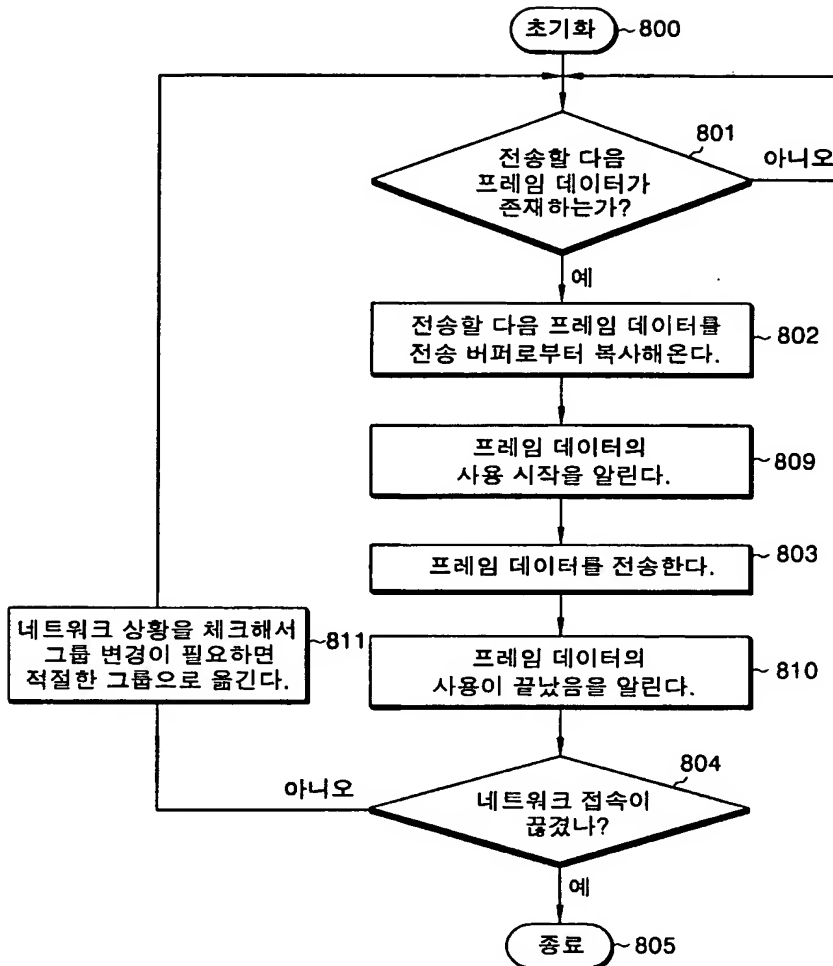 초기화
800
801
전송할 다음
프레임 데이터가
존재하는가?
아니오
예
전송할 다음 프레임 데이터를
전송 버퍼로부터 복사해온다.
802
프레임 데이터의
사용 시작을 알린다.
809
프레임 데이터를 전송한다.
803
네트워크 상황을 체크해서
그룹 변경이 필요하면
적절한 그룹으로 옮긴다.
811
프레임 데이터의
사용이 끝났음을 알린다.
810
804
아니오
네트워크 접속이
끊겼나?
예
종료
805